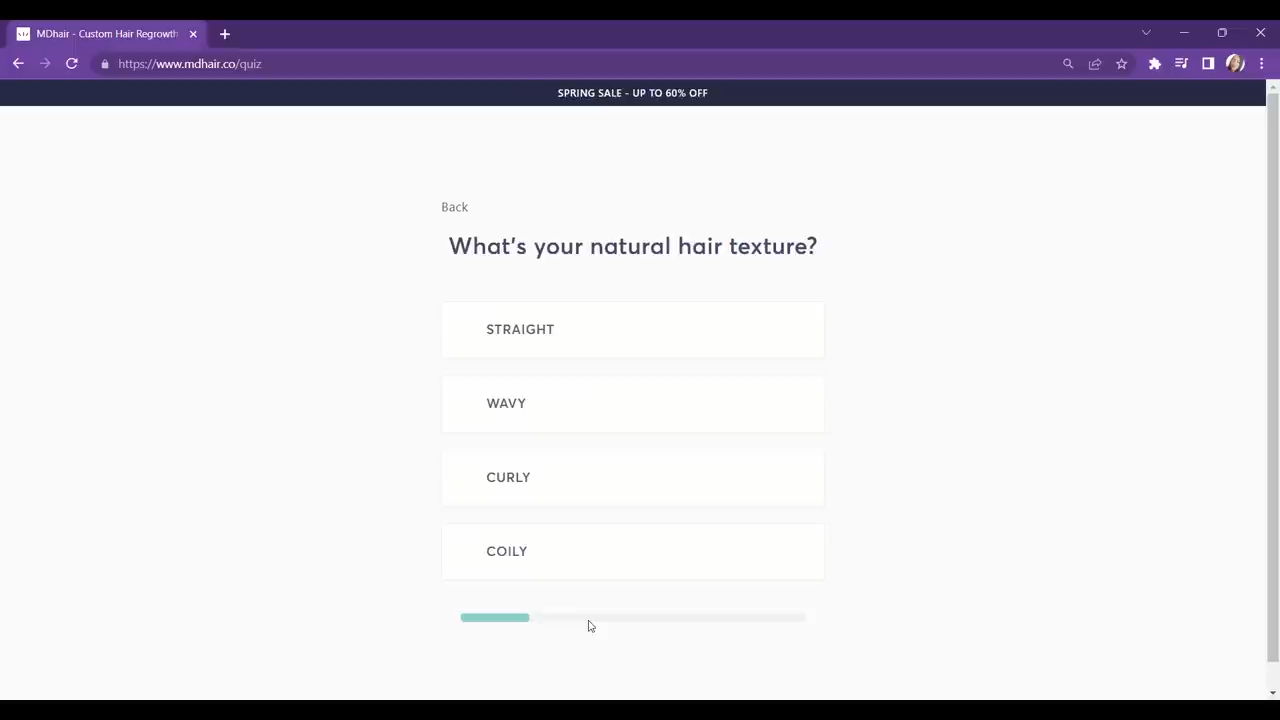 MDhair - Custom Hair Regrowth
https://www.mdhair.co/quiz
SPRING SALE - UP TO 60% OFF
Back
What's your natural hair texture?
STRAIGHT
WAVY
CURLY
COILY